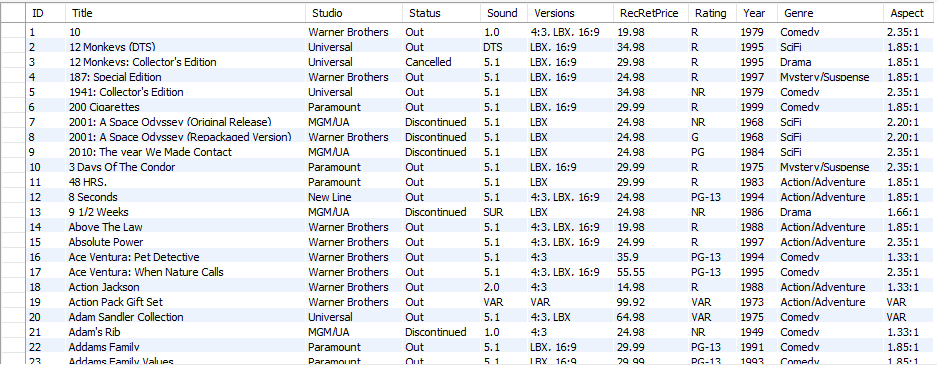 ID Title Studio Status Sound Versions RecRetPrice Rating Year Genre Aspect
1 10 Warner Brothers Out 1.0 4:3, LBX, 16:9 19.98 R 1979 Comedy 2.35:1
2 12 Monkeys (DTS) Universal Out DTS LBX, 16:9 34.98 R 1995 SciFi 1.85:1
3 12 Monkeys: Collector's Edition Universal Cancelled 5.1 LBX, 16:9 29.98 R 1995 Drama 1.85:1
4 187: Special Edition Warner Brothers Out 5.1 LBX, 16:9 24.98 R 1997 Mystery/Suspense 1.85:1
5 1941: Collector's Edition Universal Out 5.1 LBX 34.98 NR 1979 Comedy 2.35:1
6 200 Cigarettes Paramount Out 5.1 LBX, 16:9 29.99 R 1999 Comedy 1.85:1
7 2001: A Space Odyssey (Original Release) MGM/UA Discontinued 5.1 LBX 24.98 NR 1968 SciFi 2.20:1
8 2001: A Space Odyssey (Repackaged Version) Warner Brothers Discontinued 5.1 LBX 24.98 G 1968 SciFi 2.20:1
9 2010: The year We Made Contact MGM/UA Discontinued 5.1 LBX 24.98 PG 1984 SciFi 2.35:1
10 3 Days Of The Condor Paramount Out 5.1 LBX, 16:9 29.99 R 1975 Mystery/Suspense 2.35:1
11 48 HRS. Paramount Out 5.1 LBX 29.99 R 1983 Action/Adventure 1.85:1
12 8 Seconds New Line Out 5.1 4:3, LBX, 16:9 24.98 PG-13 1994 Action/Adventure 1.85:1
13 9 1/2 Weeks MGM/UA Discontinued SUR LBX 24.98 NR 1986 Drama 1.66:1
14 Above The Law Warner Brothers Out 5.1 4:3, LBX, 16:9 19.98 R 1988 Action/Adventure 1.85:1
15 Absolute Power Warner Brothers Out 5.1 4:3, LBX, 16:9 24.99 R 1997 Action/Adventure 2.35:1
16 Ace Ventura: Pet Detective Warner Brothers Out 5.1 4:3 35.9 PG-13 1994 Comedy 1.33:1
17 Ace Ventura: When Nature Calls Warner Brothers Out 5.1 4:3, LBX, 16:9 55.55 PG-13 1995 Comedy 2.35:1
18 Action Jackson Warner Brothers Out 2.0 4:3 14.98 R 1988 Action/Adventure 1.33:1
19 Action Pack Gift Set Warner Brothers Out VAR VAR 99.92 VAR 1973 Action/Adventure VAR
20 Adam Sandler Collection Universal Out 5.1 4:3, LBX 64.98 VAR 1975 Comedy VAR
21 Adam's Rib MGM/UA Discontinued 1.0 4:3 24.98 NR 1949 Comedy 1.33:1
22 Addams Family Paramount Out 5.1 LBX, 16:9 29.99 PG-13 1991 Comedy 1.85:1
23 Addams Family Values Paramount Out 5.1 LBX, 16:9 29.99 PG-13 1993 Comedy 1.85:1